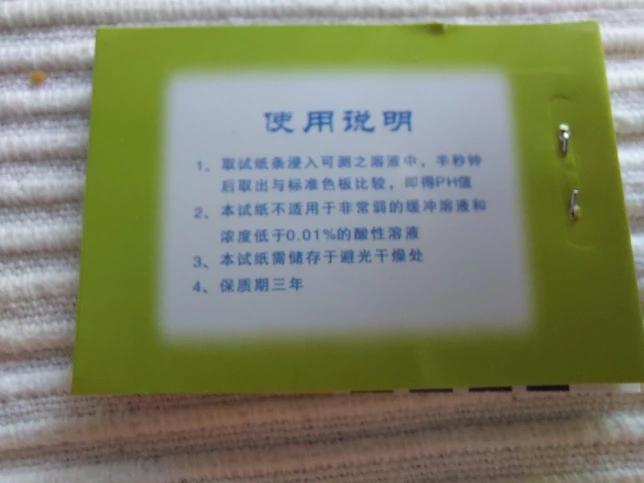 使用说明
1、取试纸条浸入可测之溶液中，半秒钟
后取出与标准色板比较，即得PH值
2、本试纸不适用于非常弱的缓冲溶液和
浓度低于0.01%的酸性溶液
3、本试纸需储存于避光干燥处
4、保质期三年